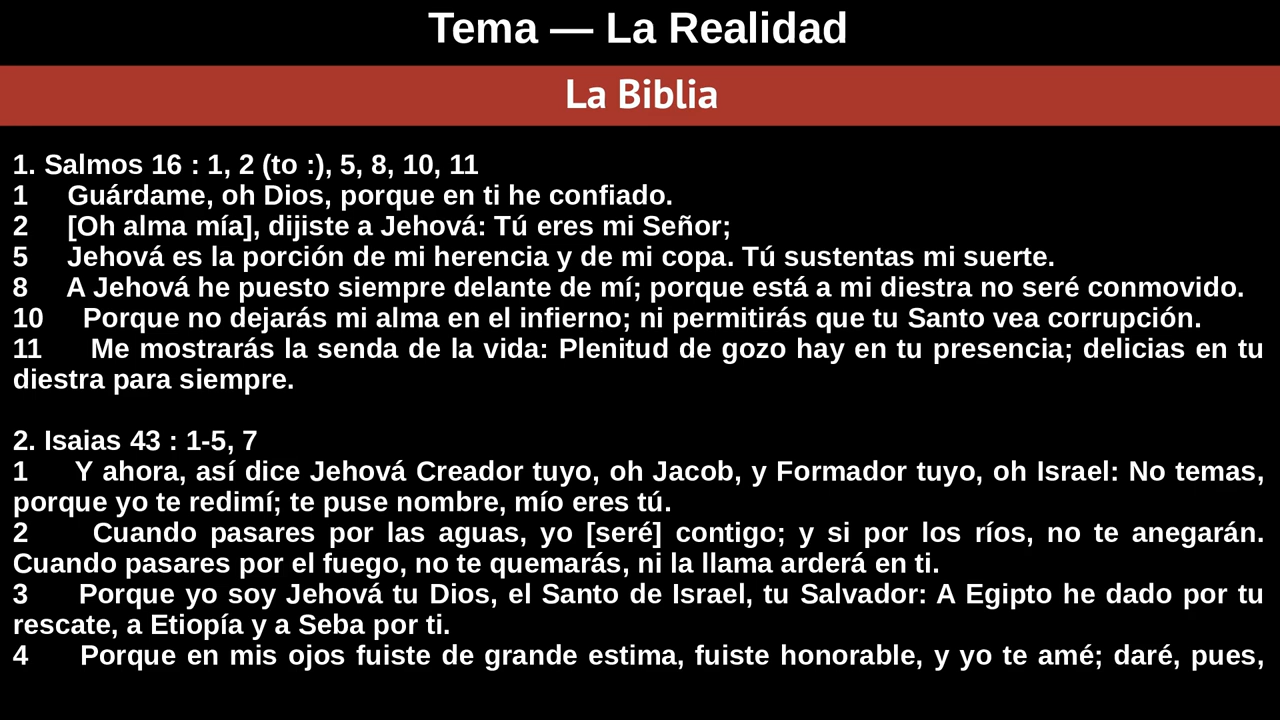 Tema — La Realidad
La Biblia
1. Salmos 16 : 1, 2 (to :), 5, 8, 10, 11
1 Guárdame, oh Dios, porque en ti he confiado.
2 [Oh alma mía], dijiste a Jehová: Tú eres mi Señor;
5 Jehová es la porción de mi herencia y de mi copa. Tú sustentas mi suerte.
8 A Jehová he puesto siempre delante de mí; porque está a mi diestra no seré conmovido.
10 Porque no dejarás mi alma en el infierno; ni permitirás que tu Santo vea corrupción.
11 Me mostrarás la senda de la vida: Plenitud de gozo hay en tu presencia; delicias en tu
diestra para siempre.
2. Isaias 43 : 1-5, 7
1 Y ahora, así dice Jehová Creador tuyo, oh Jacob, y Formador tuyo, oh Israel: No temas,
porque yo te redimí; te puse nombre, mío eres tú.
2 Cuando pasares por las aguas, yo [seré] contigo; y si por los ríos, no te anegarán.
Cuando pasares por el fuego, no te quemarás, ni la llama arderá en ti.
3 Porque yo soy Jehová tu Dios, el Santo de Israel, tu Salvador: A Egipto he dado por tu
rescate, a Etiopía y a Seba por ti.
4 Porque en mis ojos fuiste de grande estima, fuiste honorable, y yo te amé; daré, pues,